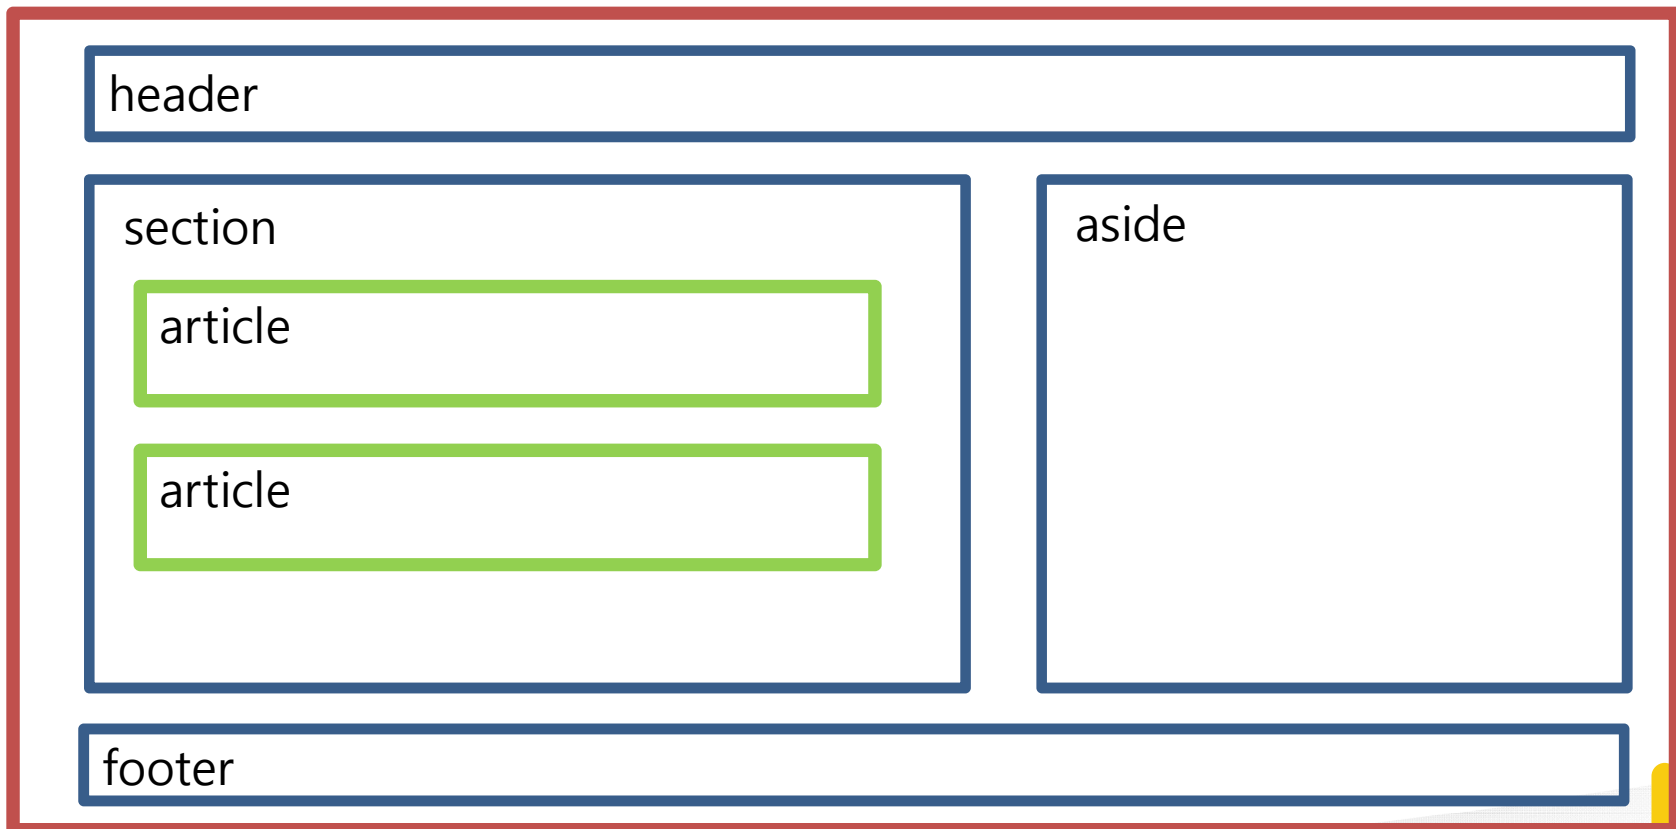 header
section
aside
article
article
footer